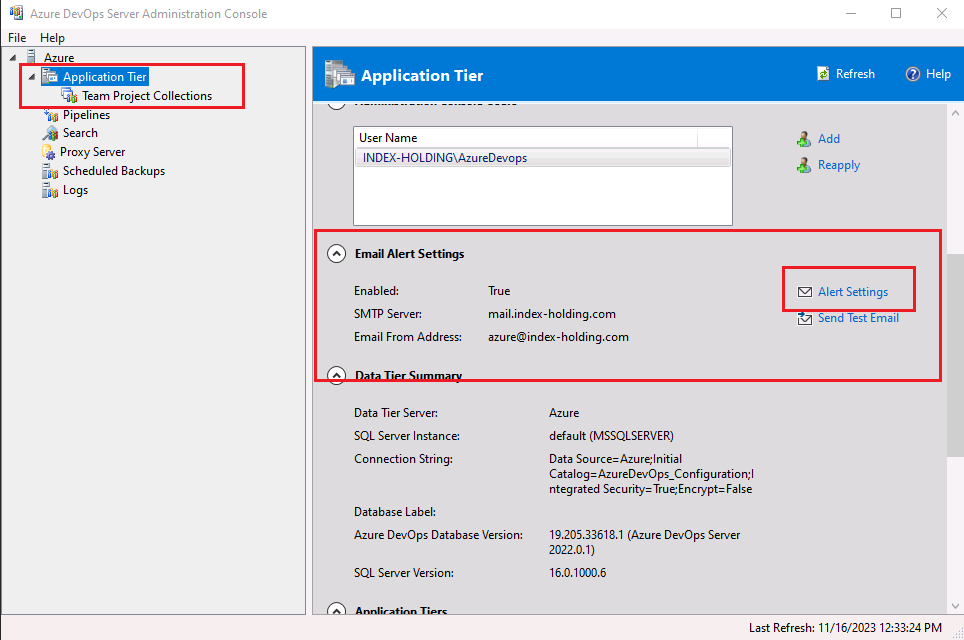 Azure DevOps Server Administration Console
File Help
Azure
Application Tier
Team Project Collections
Pipelines
Search
Proxy Server
Scheduled Backups
Logs
Application Tier
Refresh
Help
Administration Console Users
User Name
INDEX-HOLDING\AzureDevops
Add
Reapply
Email Alert Settings
Enabled: True
SMTP Server: mail.index-holding.com
Email From Address: azure@index-holding.com
Alert Settings
Send Test Email
Data Tier Summary
Data Tier Server: Azure
SQL Server Instance: default (MSSQLSERVER)
Connection String: Data Source=Azure;Initial
Catalog=AzureDevOps_Configuration;I
ntegrated Security=True;Encrypt=False
Database Label:
Azure DevOps Database Version: 19.205.33618.1 (Azure DevOps Server
2022.0.1)
SQL Server Version: 16.0.1000.6
Application Tiers
Last Refresh: 11/16/2023 12:33:24 PM